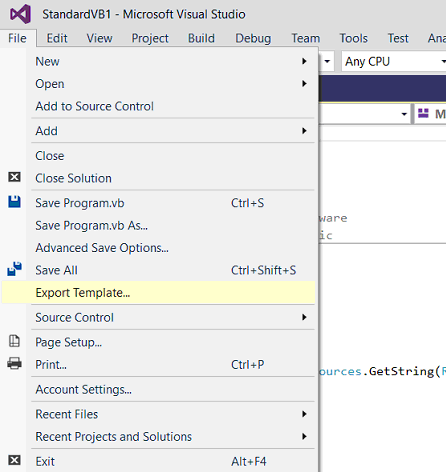 StandardVB1 - Microsoft Visual Studio
File Edit View Project Build Debug Team Tools Test
New
Any CPU
Open
Add to Source Control
M
Add
Close
Close Solution
Save Program.vb Ctrl+S
Save Program.vb As... ware
Advanced Save Options... ic
Save All Ctrl+Shift+S
Export Template...
Source Control
Page Setup...
Print... Ctrl+P
ources.GetString(
Account Settings...
Recent Files
Recent Projects and Solutions
Exit Alt+F4